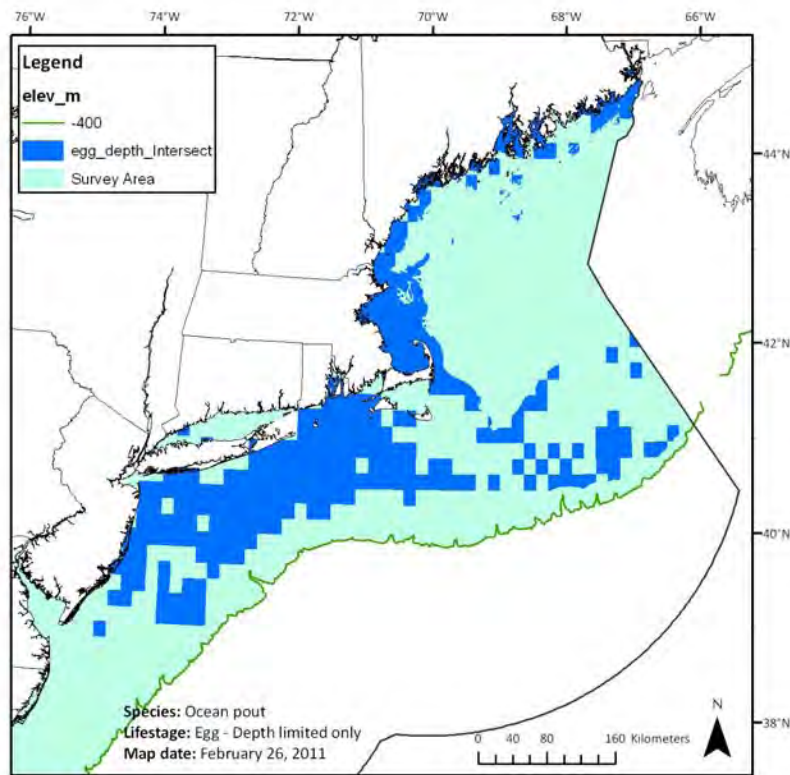 76°W 74°W 72°W 70°W 68°W 66°W
Legend
elev_m
-400
egg_depth_Intersect
Survey Area
44°N
42°N
40°N
38°N
Species: Ocean pout
Lifestage: Egg - Depth limited only
Map date: February 26, 2011
N
0 40 80 160 Kilometers